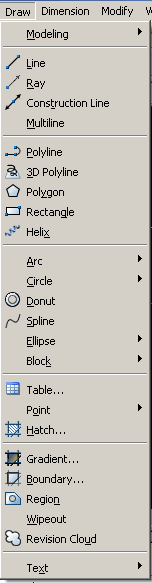 Draw Dimension Modify
Modeling
Line
Ray
Construction Line
Multiline
Polyline
3D Polyline
Polygon
Rectangle
Helix
Arc
Circle
Donut
Spline
Ellipse
Block
Table...
Point
Hatch...
Gradient...
Boundary...
Region
Wipeout
Revision Cloud
Text